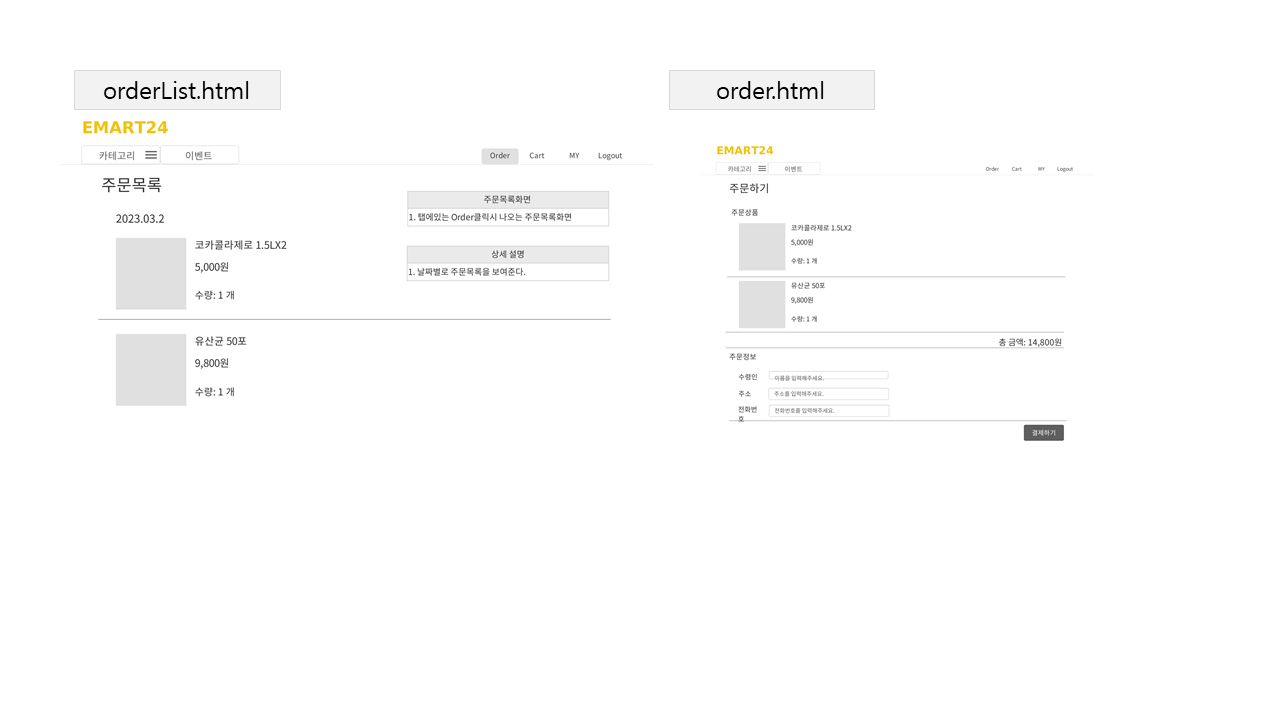 orderList.html
EMART24
카테고리
이벤트
Order
Cart
MY
Logout
주문목록
2023.03.2
코카콜라제로 1.5LX2
5,000원
수량: 1 개
유산균 50포
9,800원
수량: 1 개
주문목록화면
1. 탭에있는 Order클릭시 나오는 주문목록화면
상세 설명
1. 날짜별로 주문목록을 보여준다.
order.html
EMART24
카테고리
이벤트
Order
Cart
MY
Logout
주문하기
주문상품
코카콜라제로 1.5LX2
5,000원
수량: 1 개
유산균 50포
9,800원
수량: 1 개
총 금액: 14,800원
주문정보
수령인
이름을 입력해주세요.
주소
주소를 입력해주세요.
전화번
호
전화번호를 입력해주세요.
결제하기